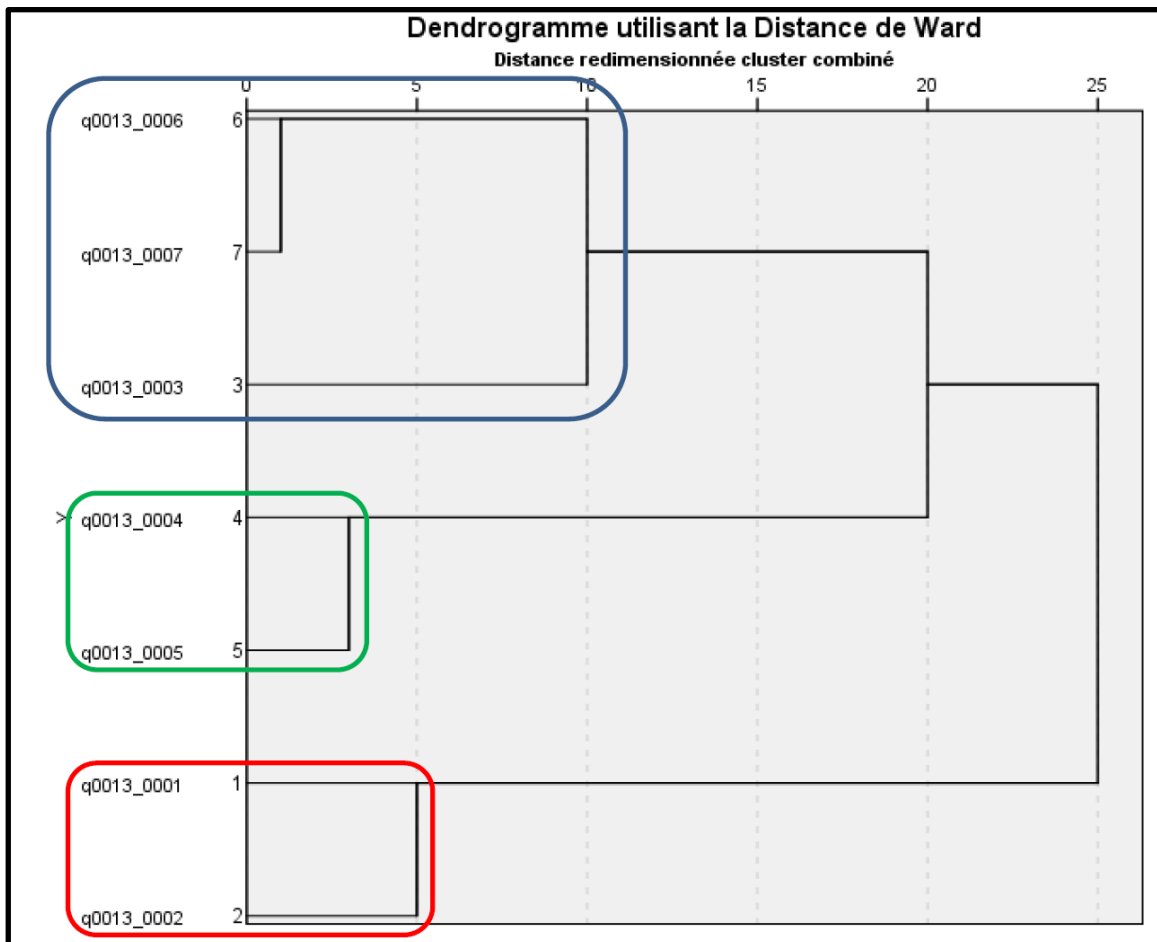 Dendrogramme utilisant la Distance de Ward
Distance redimensionnée cluster combiné
0 5 10 15 20 25
q0013_0006 6
q0013_0007 7
q0013_0003 3
> q0013_0004 4
q0013_0005 5
q0013_0001 1
q0013_0002 2